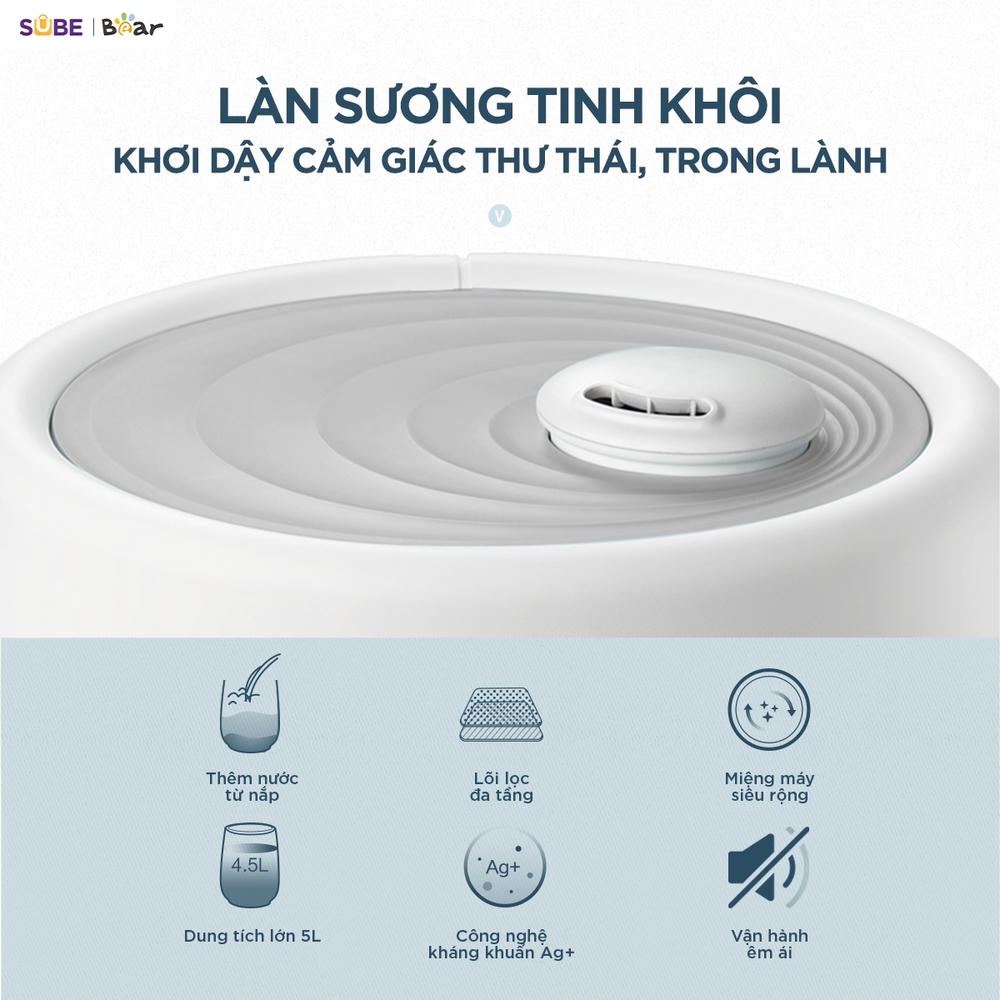 SUBE | Bear
LÀN SƯƠNG TINH KHÔI
KHƠI DẬY CẢM GIÁC THƯ THÁI, TRONG LÀNH
V
Thêm nước
từ nắp
Lõi lọc
đa tầng
Miệng máy
siêu rộng
4.5L
Dung tích lớn 5L
Ag+
Công nghệ
kháng khuẩn Ag+
Vận hành
êm ái